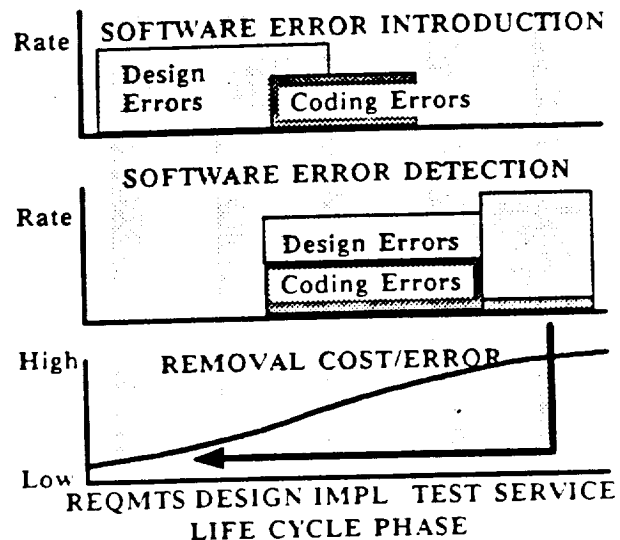 SOFTWARE ERROR INTRODUCTION
Rate
Design
Errors
Coding Errors
SOFTWARE ERROR DETECTION
Rate
Design Errors
Coding Errors
High
REMOVAL COST/ERROR
Low
REQMTS DESIGN IMPL TEST SERVICE
LIFE CYCLE PHASE